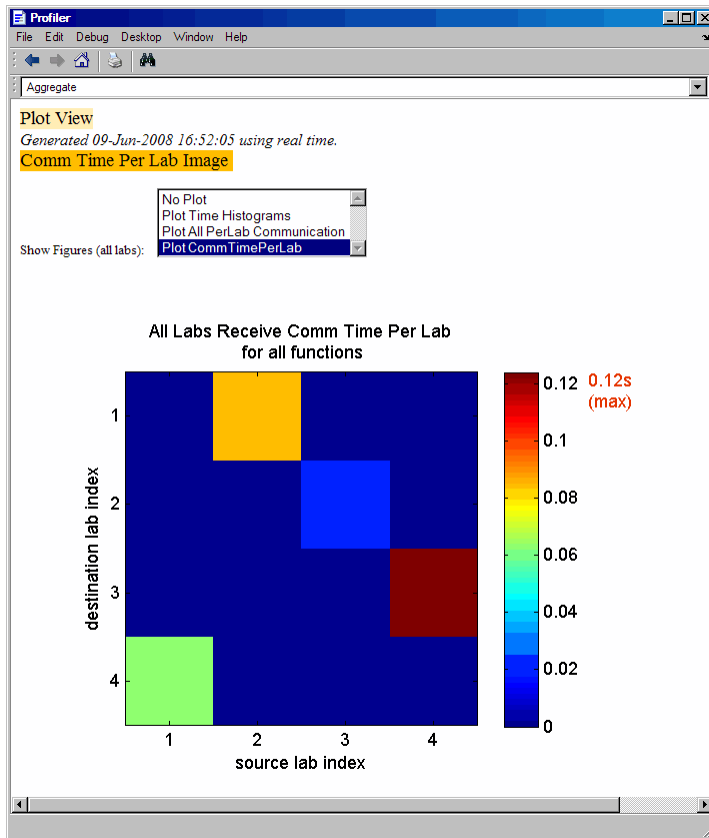 Profiler
File Edit Debug Desktop Window Help
Aggregate
Plot View
Generated 09-Jun-2008 16:52:05 using real time.
Comm Time Per Lab Image
No Plot
Plot Time Histograms
Plot All PerLab Communication
Show Figures (all labs): Plot CommTimePerLab
All Labs Receive Comm Time Per Lab
for all functions
0.12 0.12s
(max)
1
0.1
0.08
2
destination lab index
0.06
3
0.04
4
0.02
0
1 2 3 4
source lab index